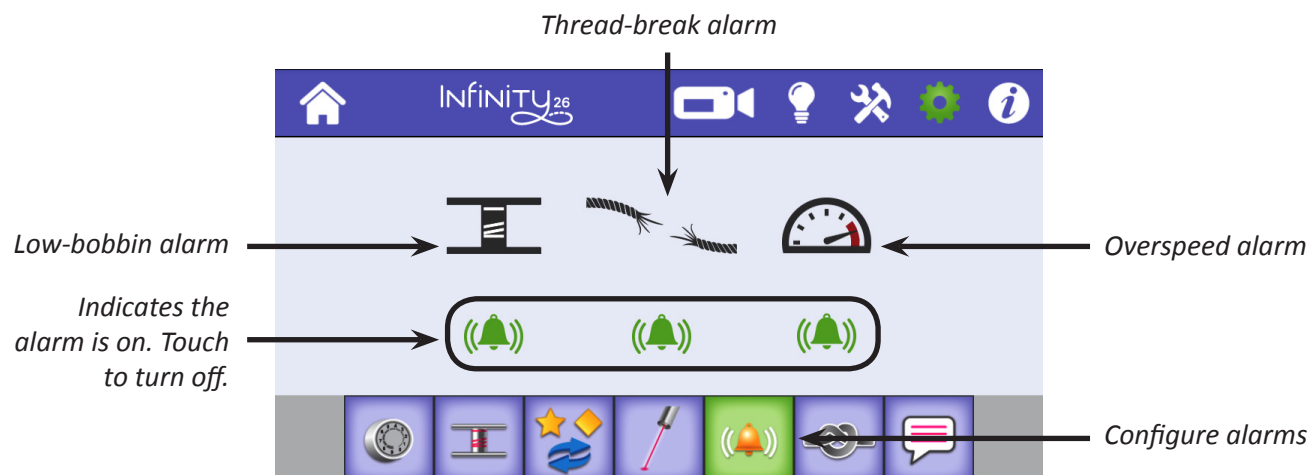 Thread-break alarm
INfINITY 26
i
Low-bobbin alarm
Overspeed alarm
Indicates the
alarm is on. Touch
to turn off.
Configure alarms